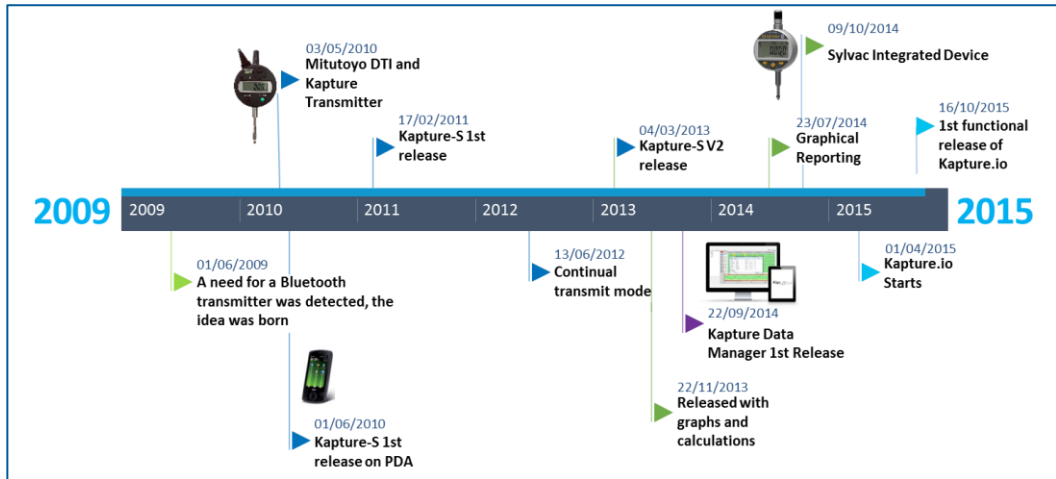 03/05/2010
Mitutoyo DTI and
Kapture
Transmitter
17/02/2011
Kapture-S 1st
release
04/03/2013
Kapture-S V2
release
09/10/2014
Sylvac Integrated Device
23/07/2014
Graphical
Reporting
16/10/2015
1st functional
release of
Kapture.io
2009
2009 2010 2011 2012 2013 2014 2015
2015
01/06/2009
A need for a Bluetooth
transmitter was detected, the
idea was born
01/06/2010
Kapture-S 1st
release on PDA
13/06/2012
Continual
transmit mode
22/11/2013
Released with
graphs and
calculations
22/09/2014
Kapture Data
Manager 1st Release
01/04/2015
Kapture.io
Starts